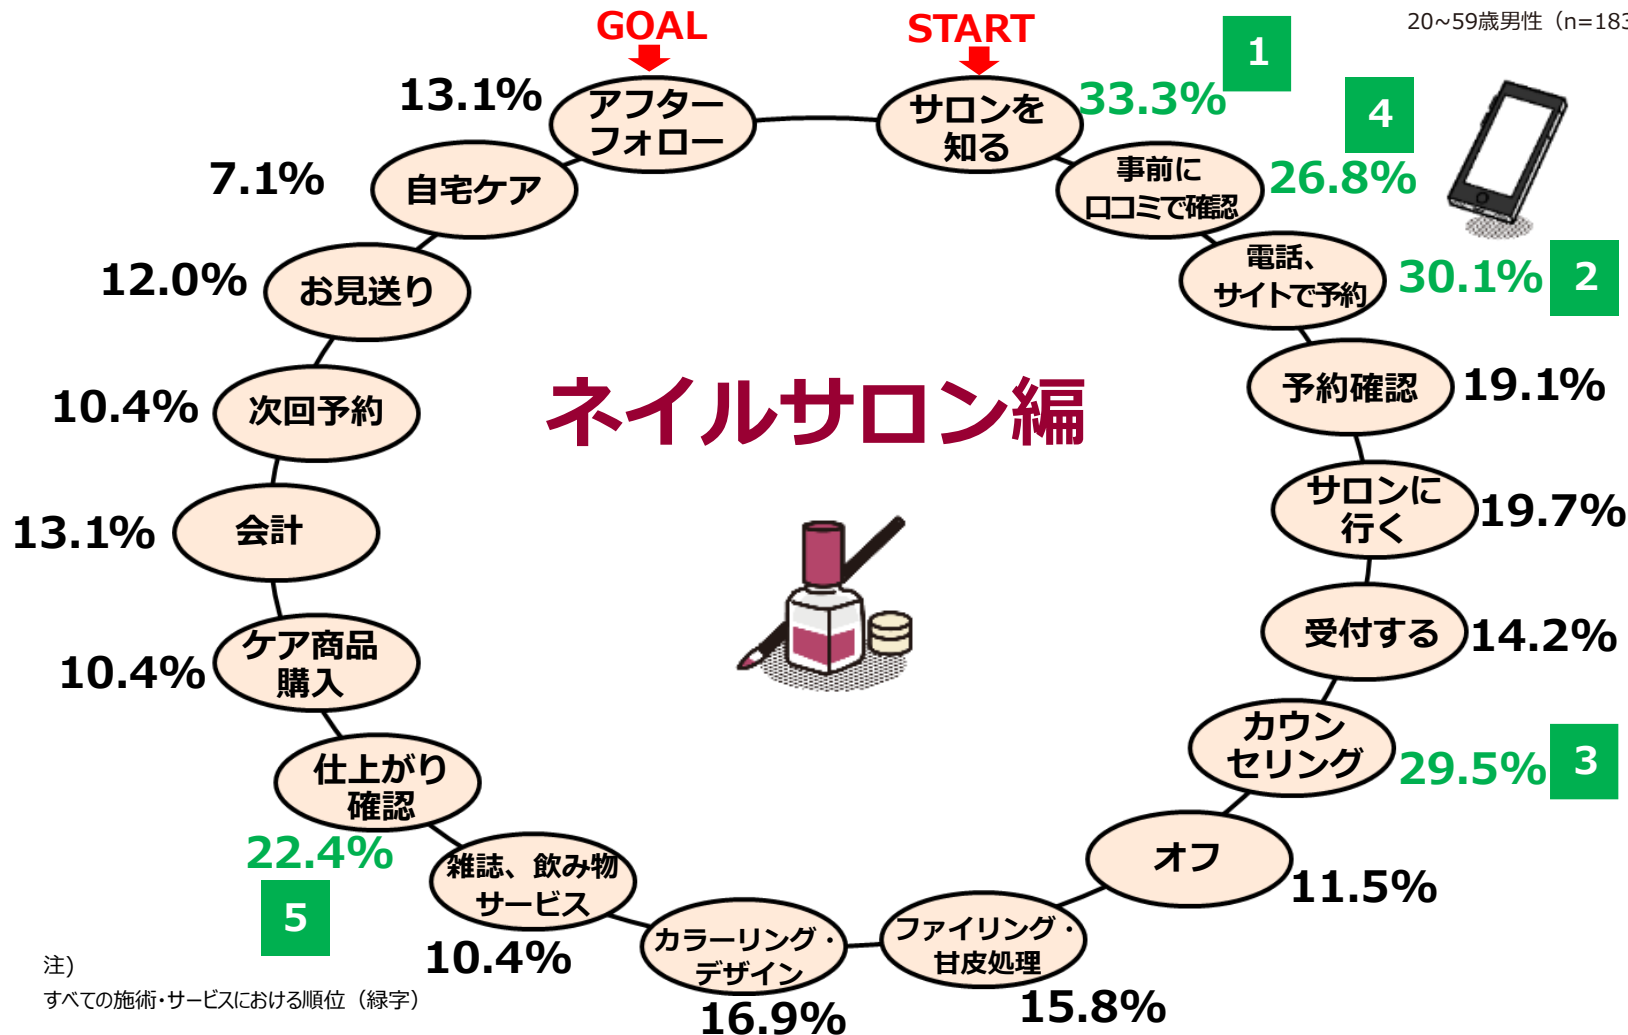 GOAL
START
20~59歳男性（n=183
1
33.3%
4
26.8%
2
30.1%
3
29.5%
5
22.4%
サロンを
知る
事前に
口コミで確認
電話、
サイトで予約
予約確認
19.1%
サロンに
行く
19.7%
受付する
14.2%
カウン
セリング
オフ
11.5%
ファイリング・
甘皮処理
15.8%
カラーリング・
デザイン
16.9%
雑誌、飲み物
サービス
10.4%
仕上がり
確認
ケア商品
購入
10.4%
会計
13.1%
次回予約
10.4%
お見送り
12.0%
自宅ケア
7.1%
アフター
フォロー
13.1%
ネイルサロン編
注)
すべての施術・サービスにおける順位（緑字）